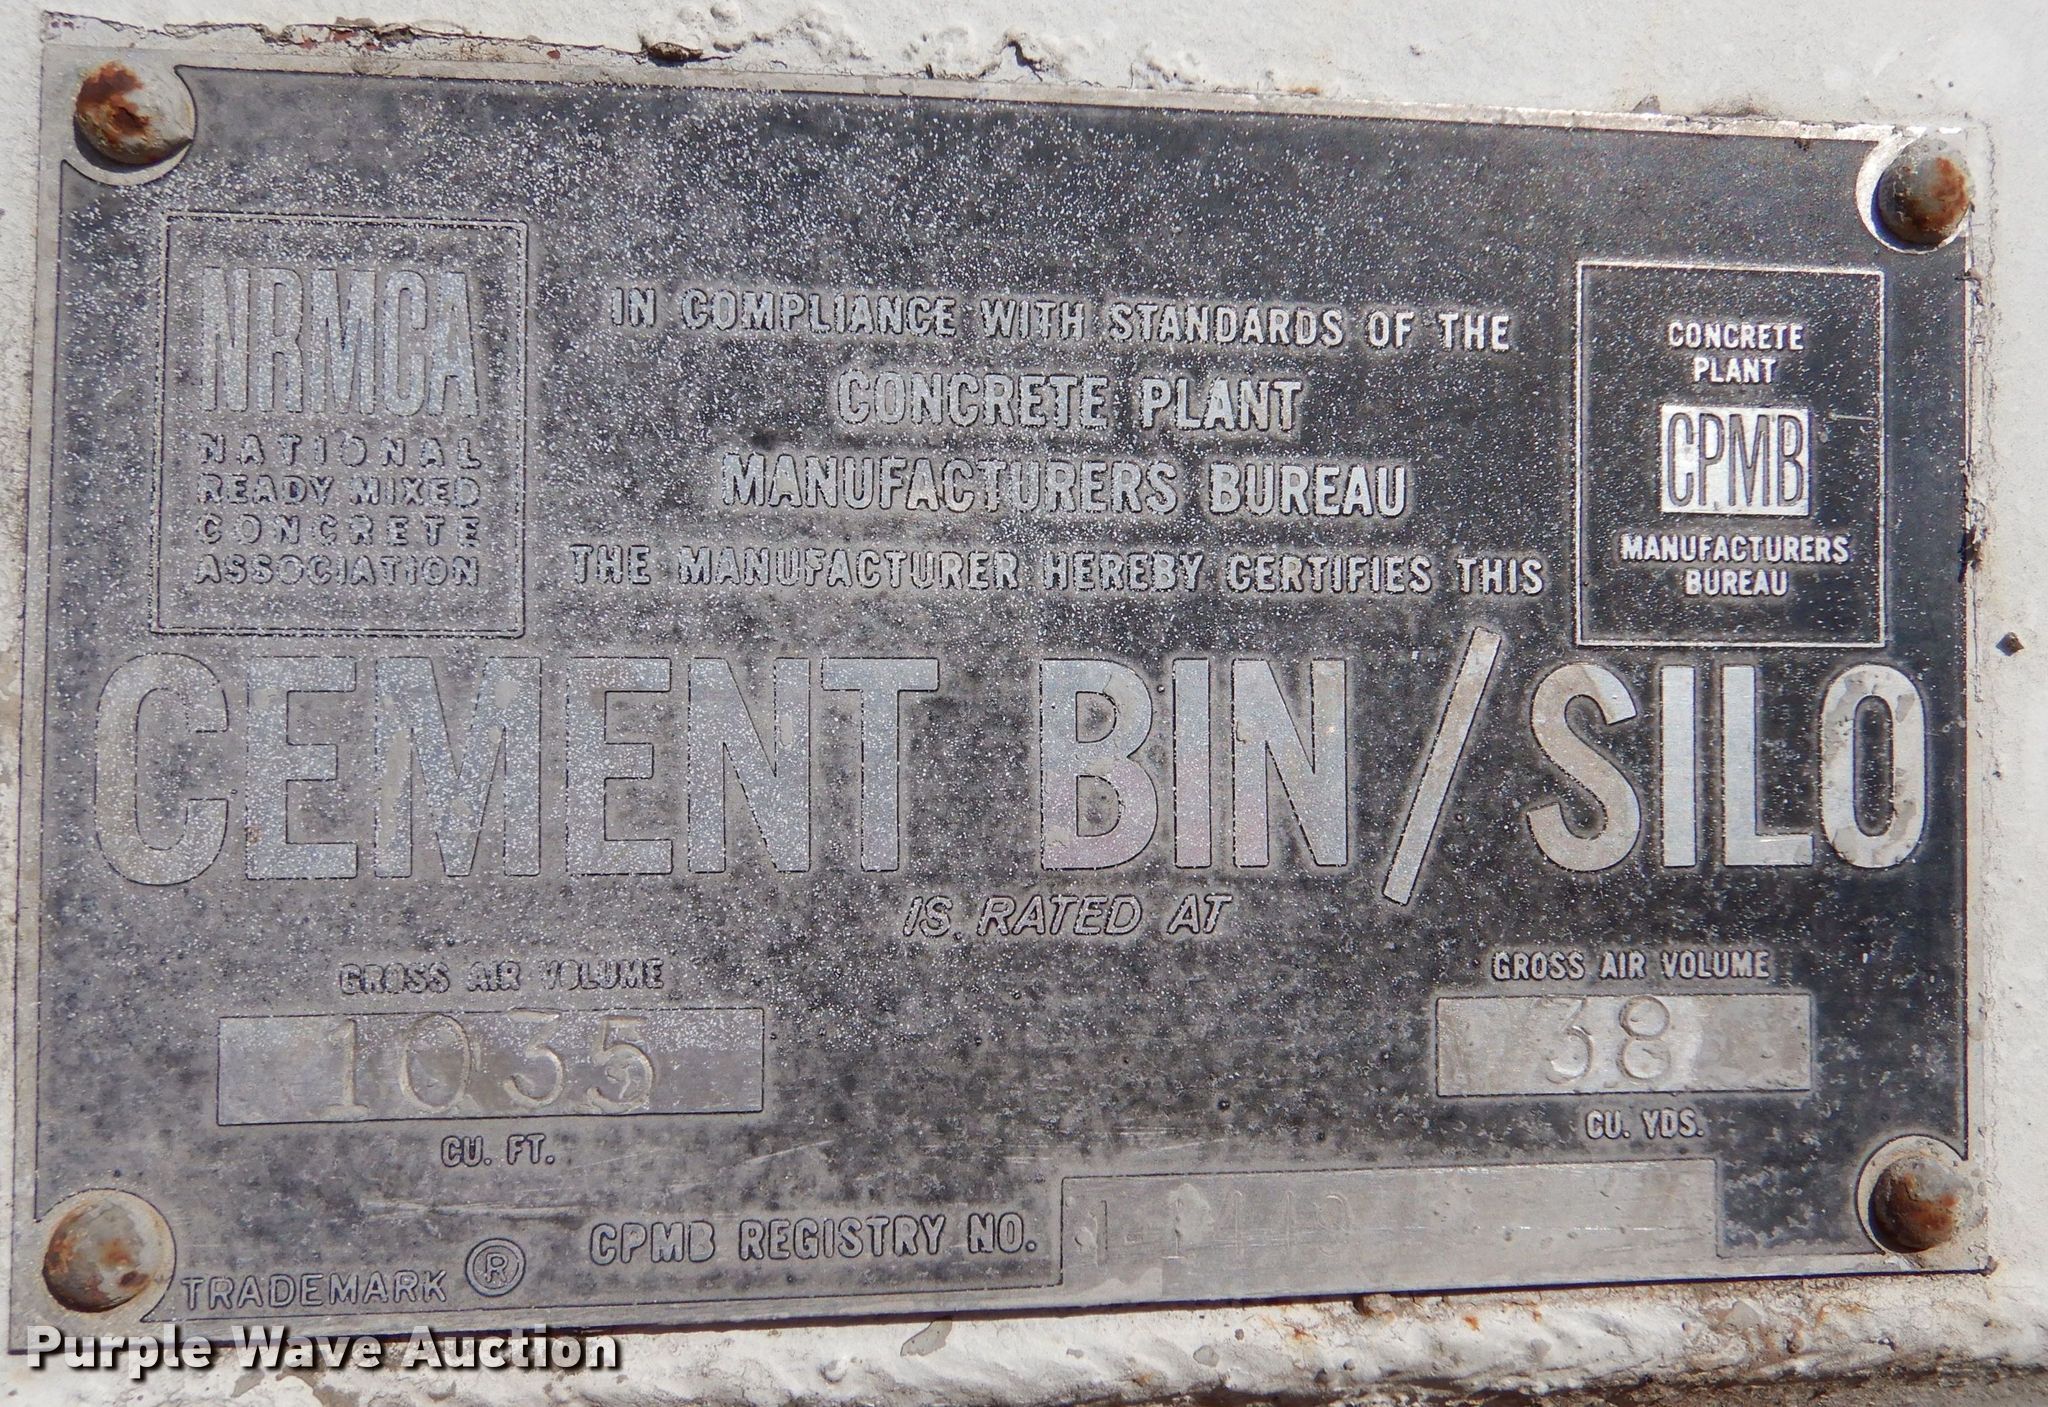 NRMCA
NATIONAL
READY MIXED
CONCRETE
ASSOCIATION
IN COMPLIANCE WITH STANDARDS OF THE
CONCRETE PLANT
MANUFACTURERS BUREAU
THE MANUFACTURER HEREBY CERTIFIES THIS
CONCRETE
PLANT
CPMB
MANUFACTURERS
BUREAU
CEMENT BIN/SILO
IS RATED AT
GROSS AIR VOLUME
1035
CU. FT.
GROSS AIR VOLUME
38
CU. YDS.
CPMB REGISTRY NO.
TRADEMARK ®
Purple Wave Auction